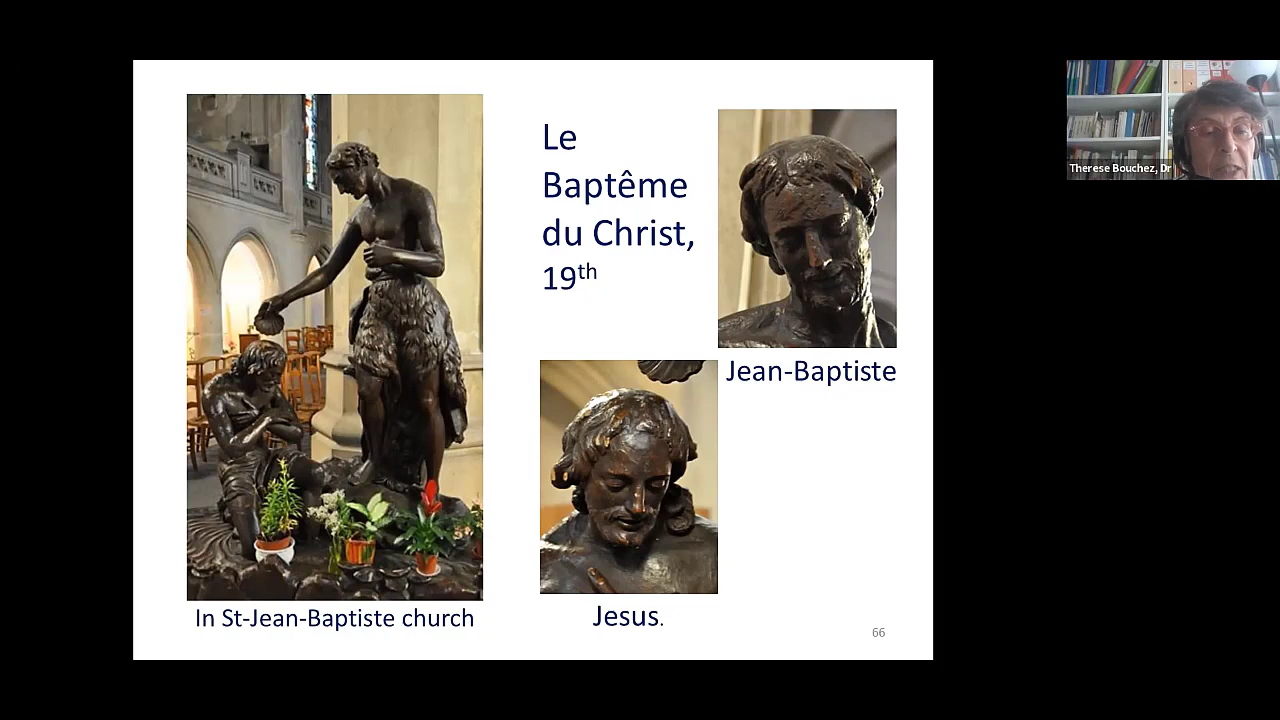 Le
Baptême
du Christ,
19th
Jean-Baptiste
In St-Jean-Baptiste church
Jesus.
66
Therese Bouchez, Dr